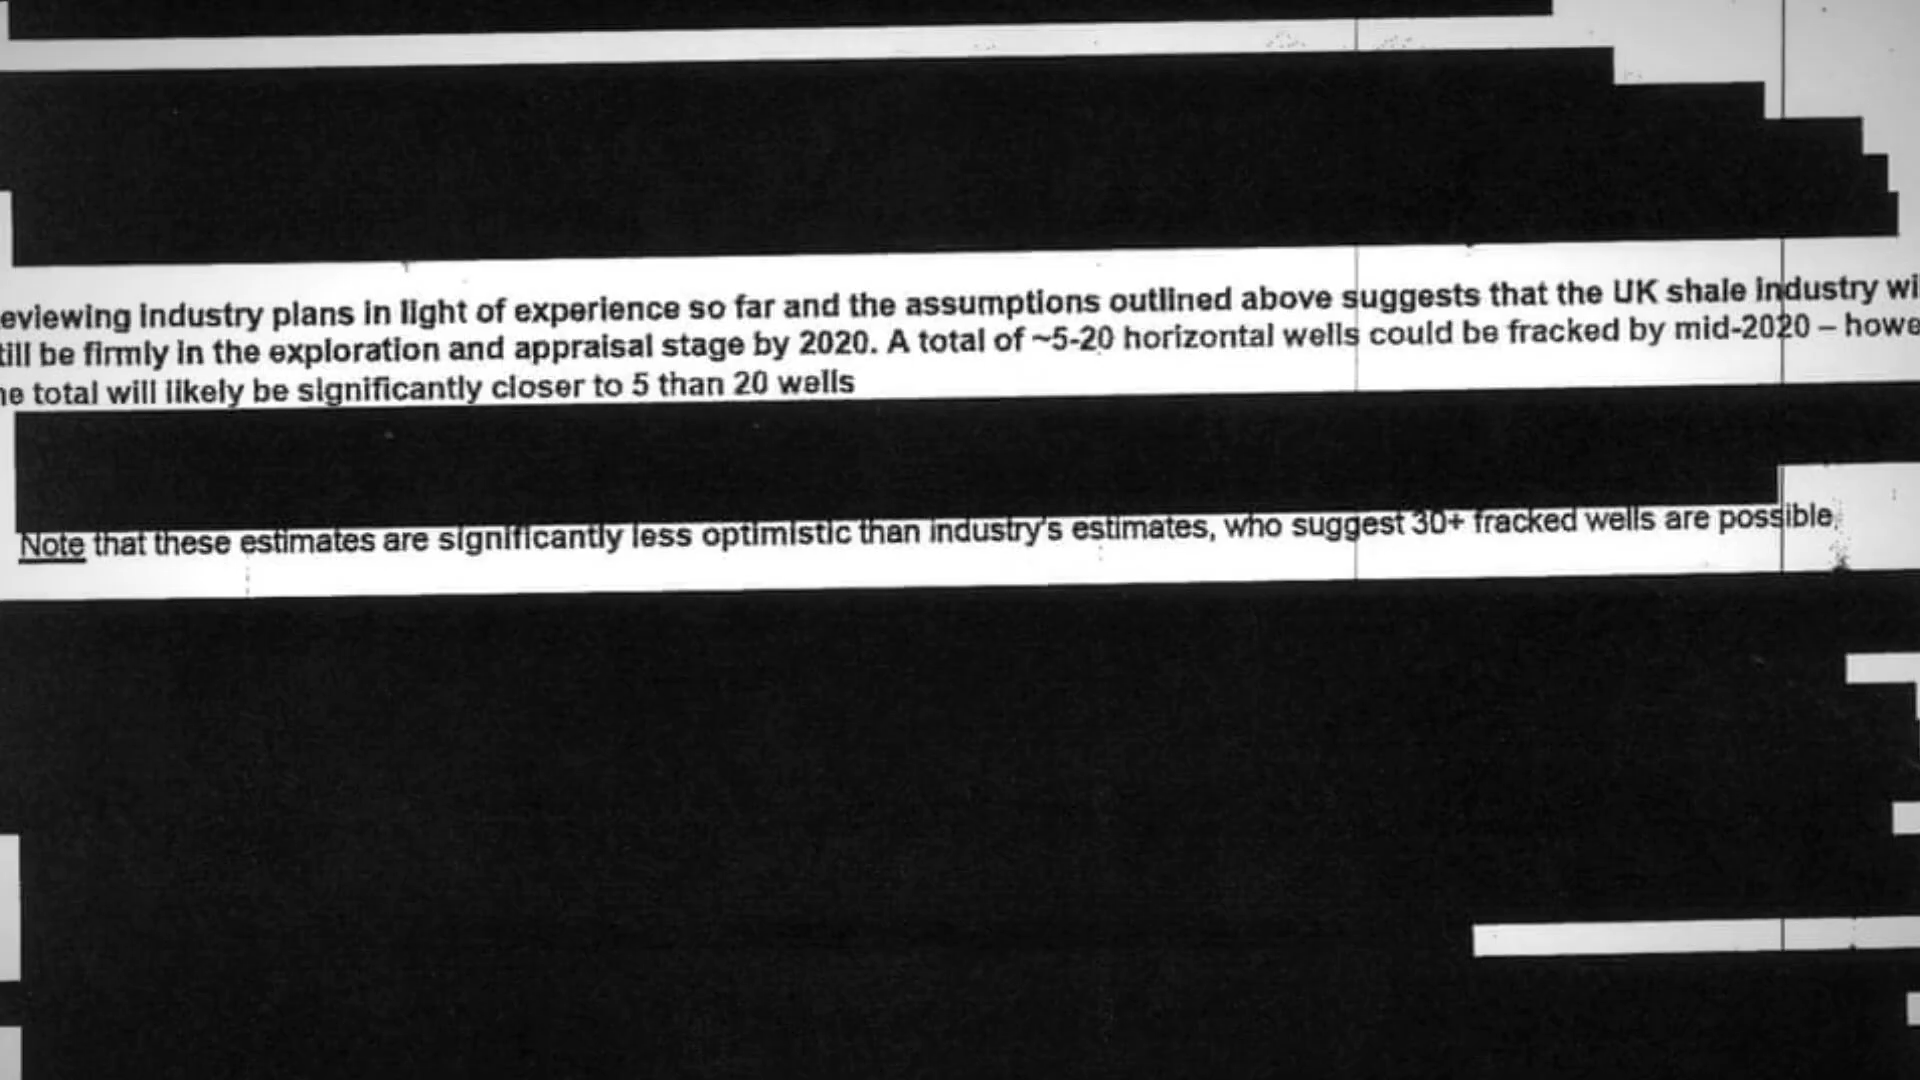 eviewing industry plans in light of experience so far and the assumptions outlined above suggests that the UK shale industry wi
till be firmly in the exploration and appraisal stage by 2020. A total of ~5-20 horizontal wells could be fracked by mid-2020 – howe
he total will likely be significantly closer to 5 than 20 wells
Note that these estimates are significantly less optimistic than industry's estimates, who suggest 30+ fracked wells are possible.